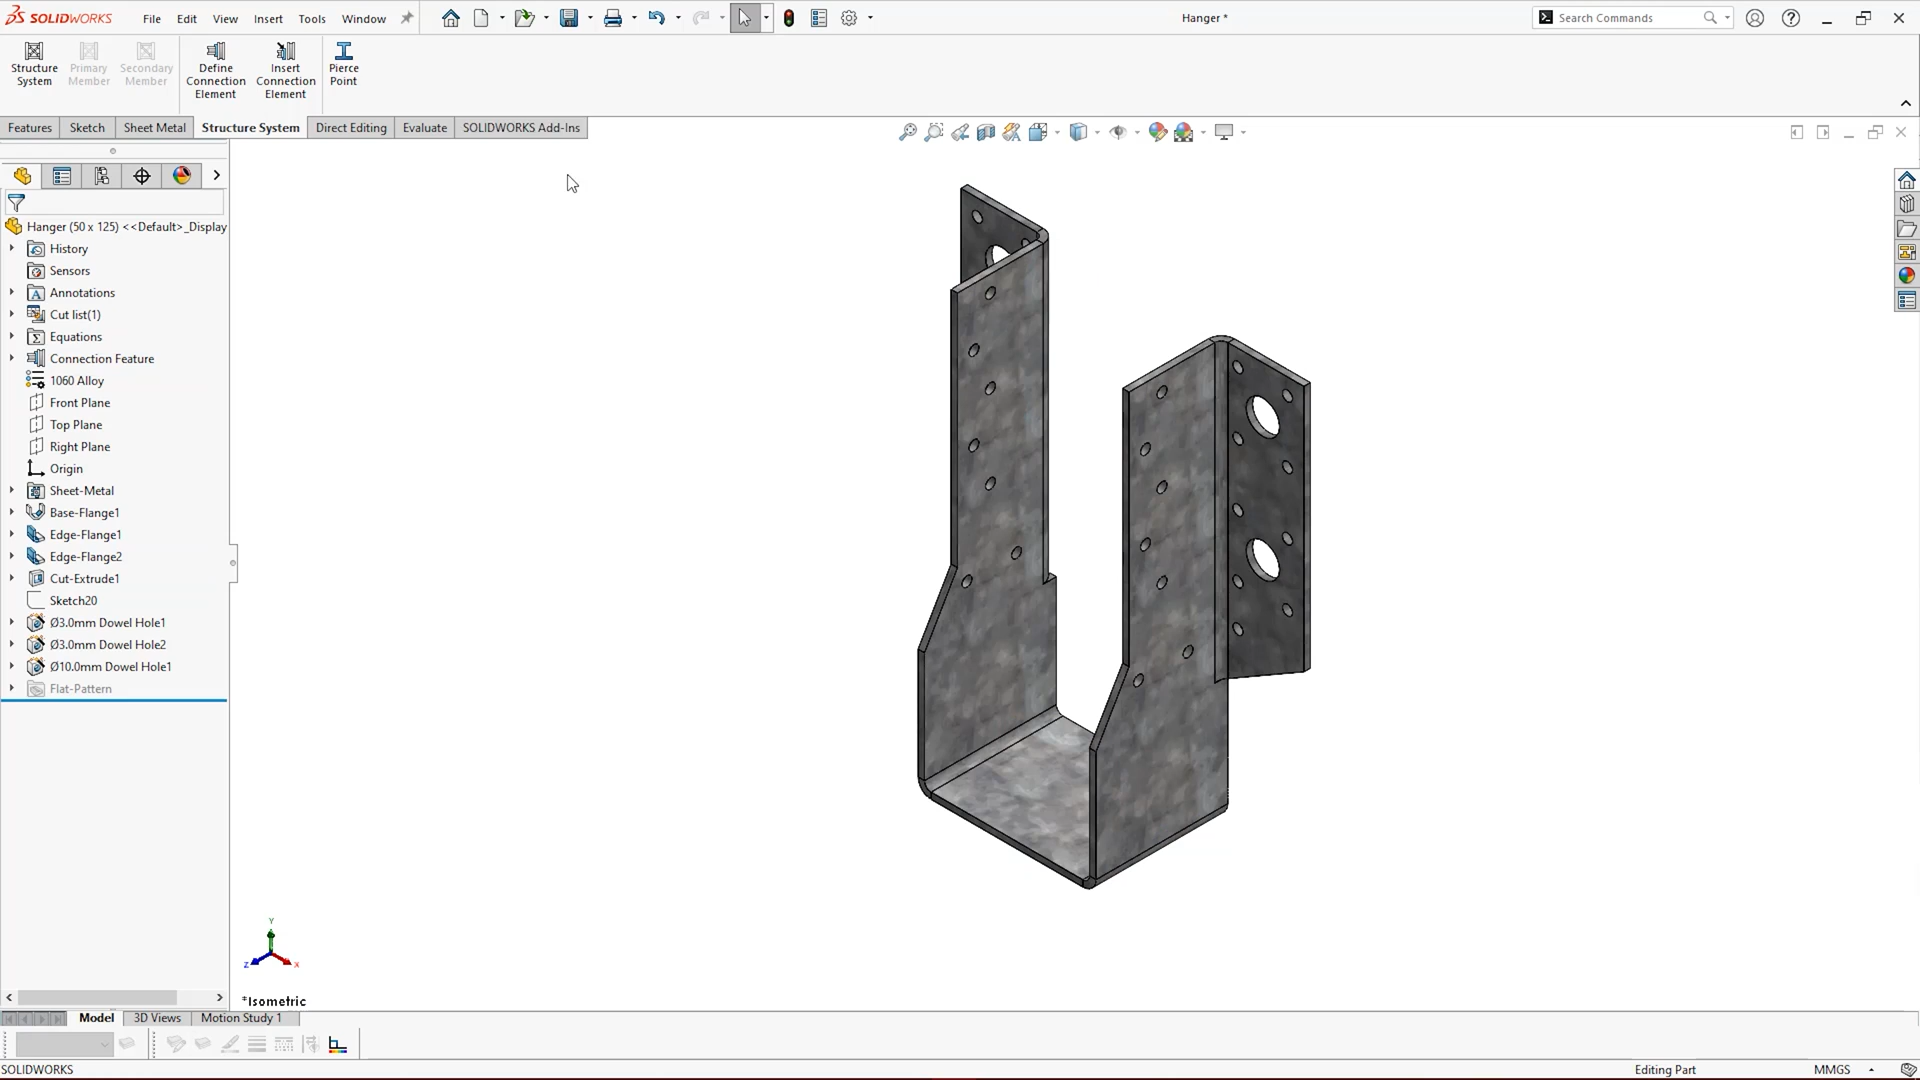 SOLIDWORKS File Edit View Insert Tools Window
Hanger *
Search Commands
Structure System
Primary Member
Secondary Member
Define Connection Element
Insert Connection Element
Pierce Point
Features Sketch Sheet Metal Structure System Direct Editing Evaluate SOLIDWORKS Add-Ins
Hanger (50 x 125) <<Default>_Display
History
Sensors
Annotations
Cut list(1)
Equations
Connection Feature
1060 Alloy
Front Plane
Top Plane
Right Plane
Origin
Sheet-Metal
Base-Flange1
Edge-Flange1
Edge-Flange2
Cut-Extrude1
Sketch20
Ø3.0mm Dowel Hole1
Ø3.0mm Dowel Hole2
Ø10.0mm Dowel Hole1
Flat-Pattern
Y
Z X
*Isometric
Model 3D Views Motion Study 1
SOLIDWORKS Editing Part MMGS